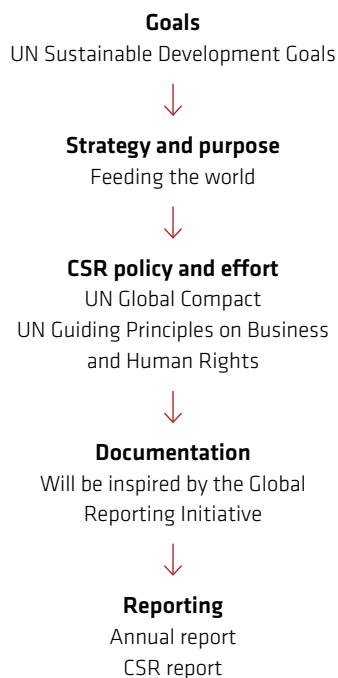 Goals
UN Sustainable Development Goals
Strategy and purpose
Feeding the world
CSR policy and effort
UN Global Compact
UN Guiding Principles on Business
and Human Rights
Documentation
Will be inspired by the Global
Reporting Initiative
Reporting
Annual report
CSR report